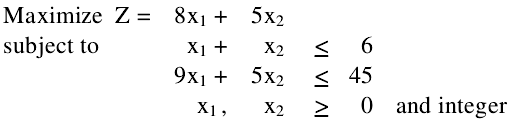 Maximize Z = 8x₁ + 5x₂
subject to x₁ + x₂ ≤ 6
9x₁ + 5x₂ ≤ 45
x₁, x₂ ≥ 0 and integer